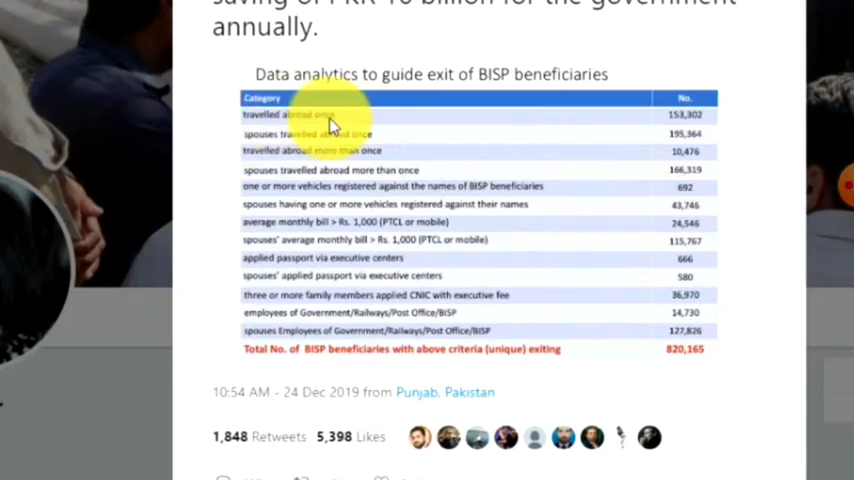 saving of PKR 16 billion for the government
annually.
Data analytics to guide exit of BISP beneficiaries
Category No.
travelled abroad once 153,302
spouses travelled abroad once 195,364
travelled abroad more than once 10,476
spouses travelled abroad more than once 166,319
one or more vehicles registered against the names of BISP beneficiaries 692
spouses having one or more vehicles registered against their names 43,746
average monthly bill > Rs. 1,000 (PTCL or mobile) 24,546
spouses' average monthly bill > Rs. 1,000 (PTCL or mobile) 115,767
applied passport via executive centers 666
spouses' applied passport via executive centers 580
three or more family members applied CNIC with executive fee 36,970
employees of Government/Railways/Post Office/BISP 14,730
spouses Employees of Government/Railways/Post Office/BISP 127,826
Total No. of BISP beneficiaries with above criteria (unique) exiting 820,165
10:54 AM - 24 Dec 2019 from Punjab, Pakistan
1,848 Retweets 5,398 Likes